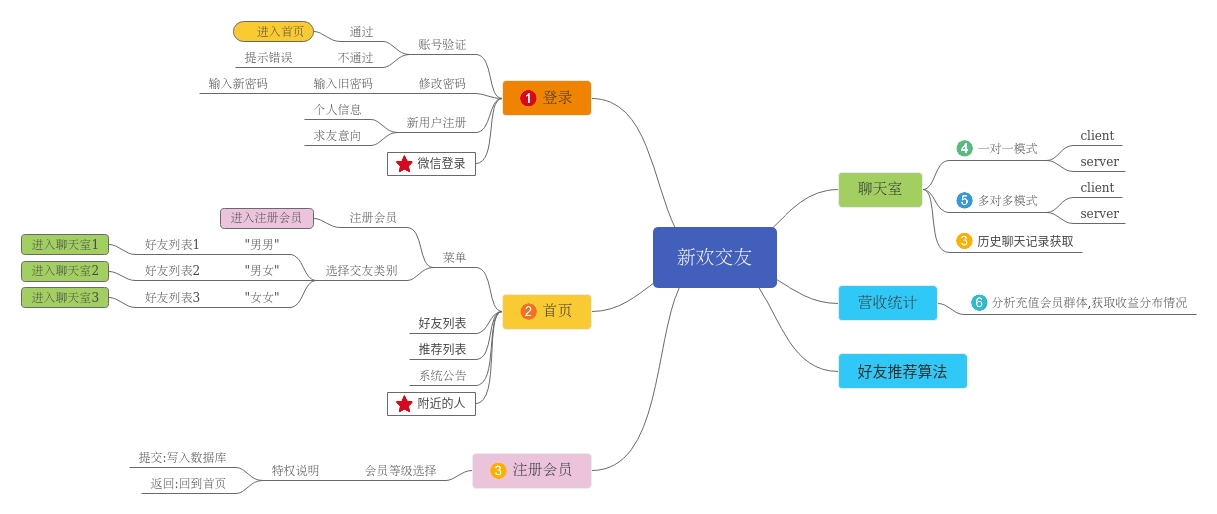 新欢交友
1 登录
账号验证
通过
进入首页
不通过
提示错误
修改密码
输入旧密码
输入新密码
新用户注册
个人信息
求友意向
微信登录
2 首页
菜单
注册会员
进入注册会员
选择交友类别
"男男"
好友列表1
进入聊天室1
"男女"
好友列表2
进入聊天室2
"女女"
好友列表3
进入聊天室3
好友列表
推荐列表
系统公告
附近的人
3 注册会员
会员等级选择
特权说明
提交:写入数据库
返回:回到首页
聊天室
4 一对一模式
client
server
5 多对多模式
client
server
3 历史聊天记录获取
营收统计
6 分析充值会员群体,获取收益分布情况
好友推荐算法